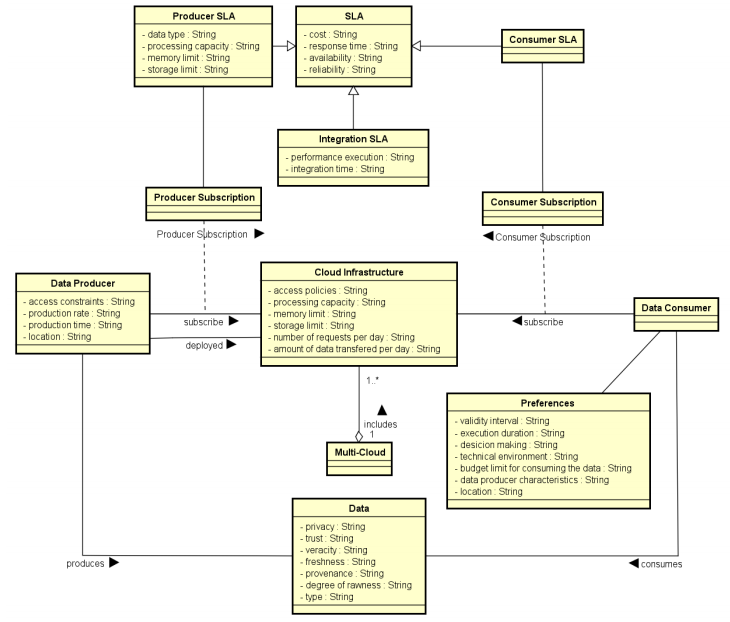 Producer SLA
- data type : String
- processing capacity : String
- memory limit : String
- storage limit : String
SLA
- cost : String
- response time : String
- availability : String
- reliability : String
Consumer SLA
Integration SLA
- performance execution : String
- integration time : String
Producer Subscription
Producer Subscription
Consumer Subscription
Consumer Subscription
Data Producer
- access constraints : String
- production rate : String
- production time : String
- location : String
subscribe
deployed
Cloud Infrastructure
- access policies : String
- processing capacity : String
- memory limit : String
- storage limit : String
- number of requests per day : String
- amount of data transfered per day : String
subscribe
Data Consumer
1..*
includes
1
Multi-Cloud
Preferences
- validity interval : String
- execution duration : String
- desicion making : String
- technical environment : String
- budget limit for consuming the data : String
- data producer characteristics : String
- location : String
Data
- privacy : String
- trust : String
- veracity : String
- freshness : String
- provenance : String
- degree of rawness : String
- type : String
produces
consumes